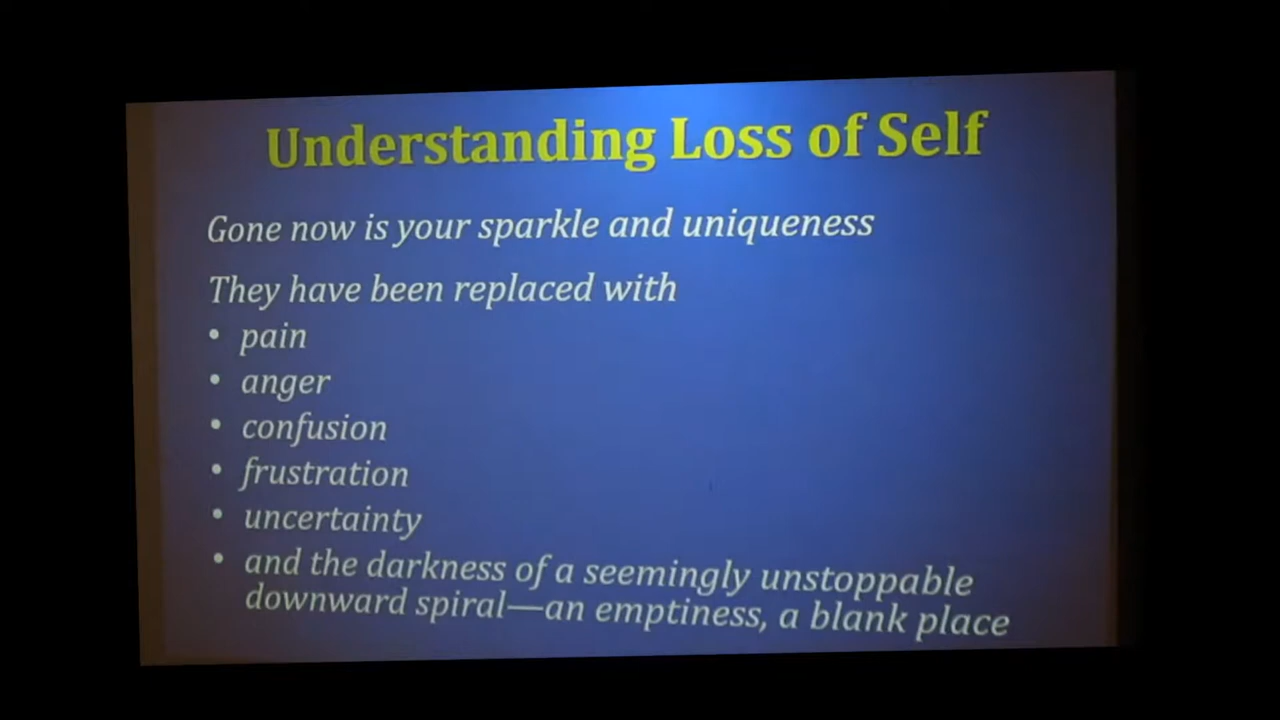 Understanding Loss of Self
Gone now is your sparkle and uniqueness
They have been replaced with
• pain
• anger
• confusion
• frustration
• uncertainty
• and the darkness of a seemingly unstoppable
downward spiral—an emptiness, a blank place